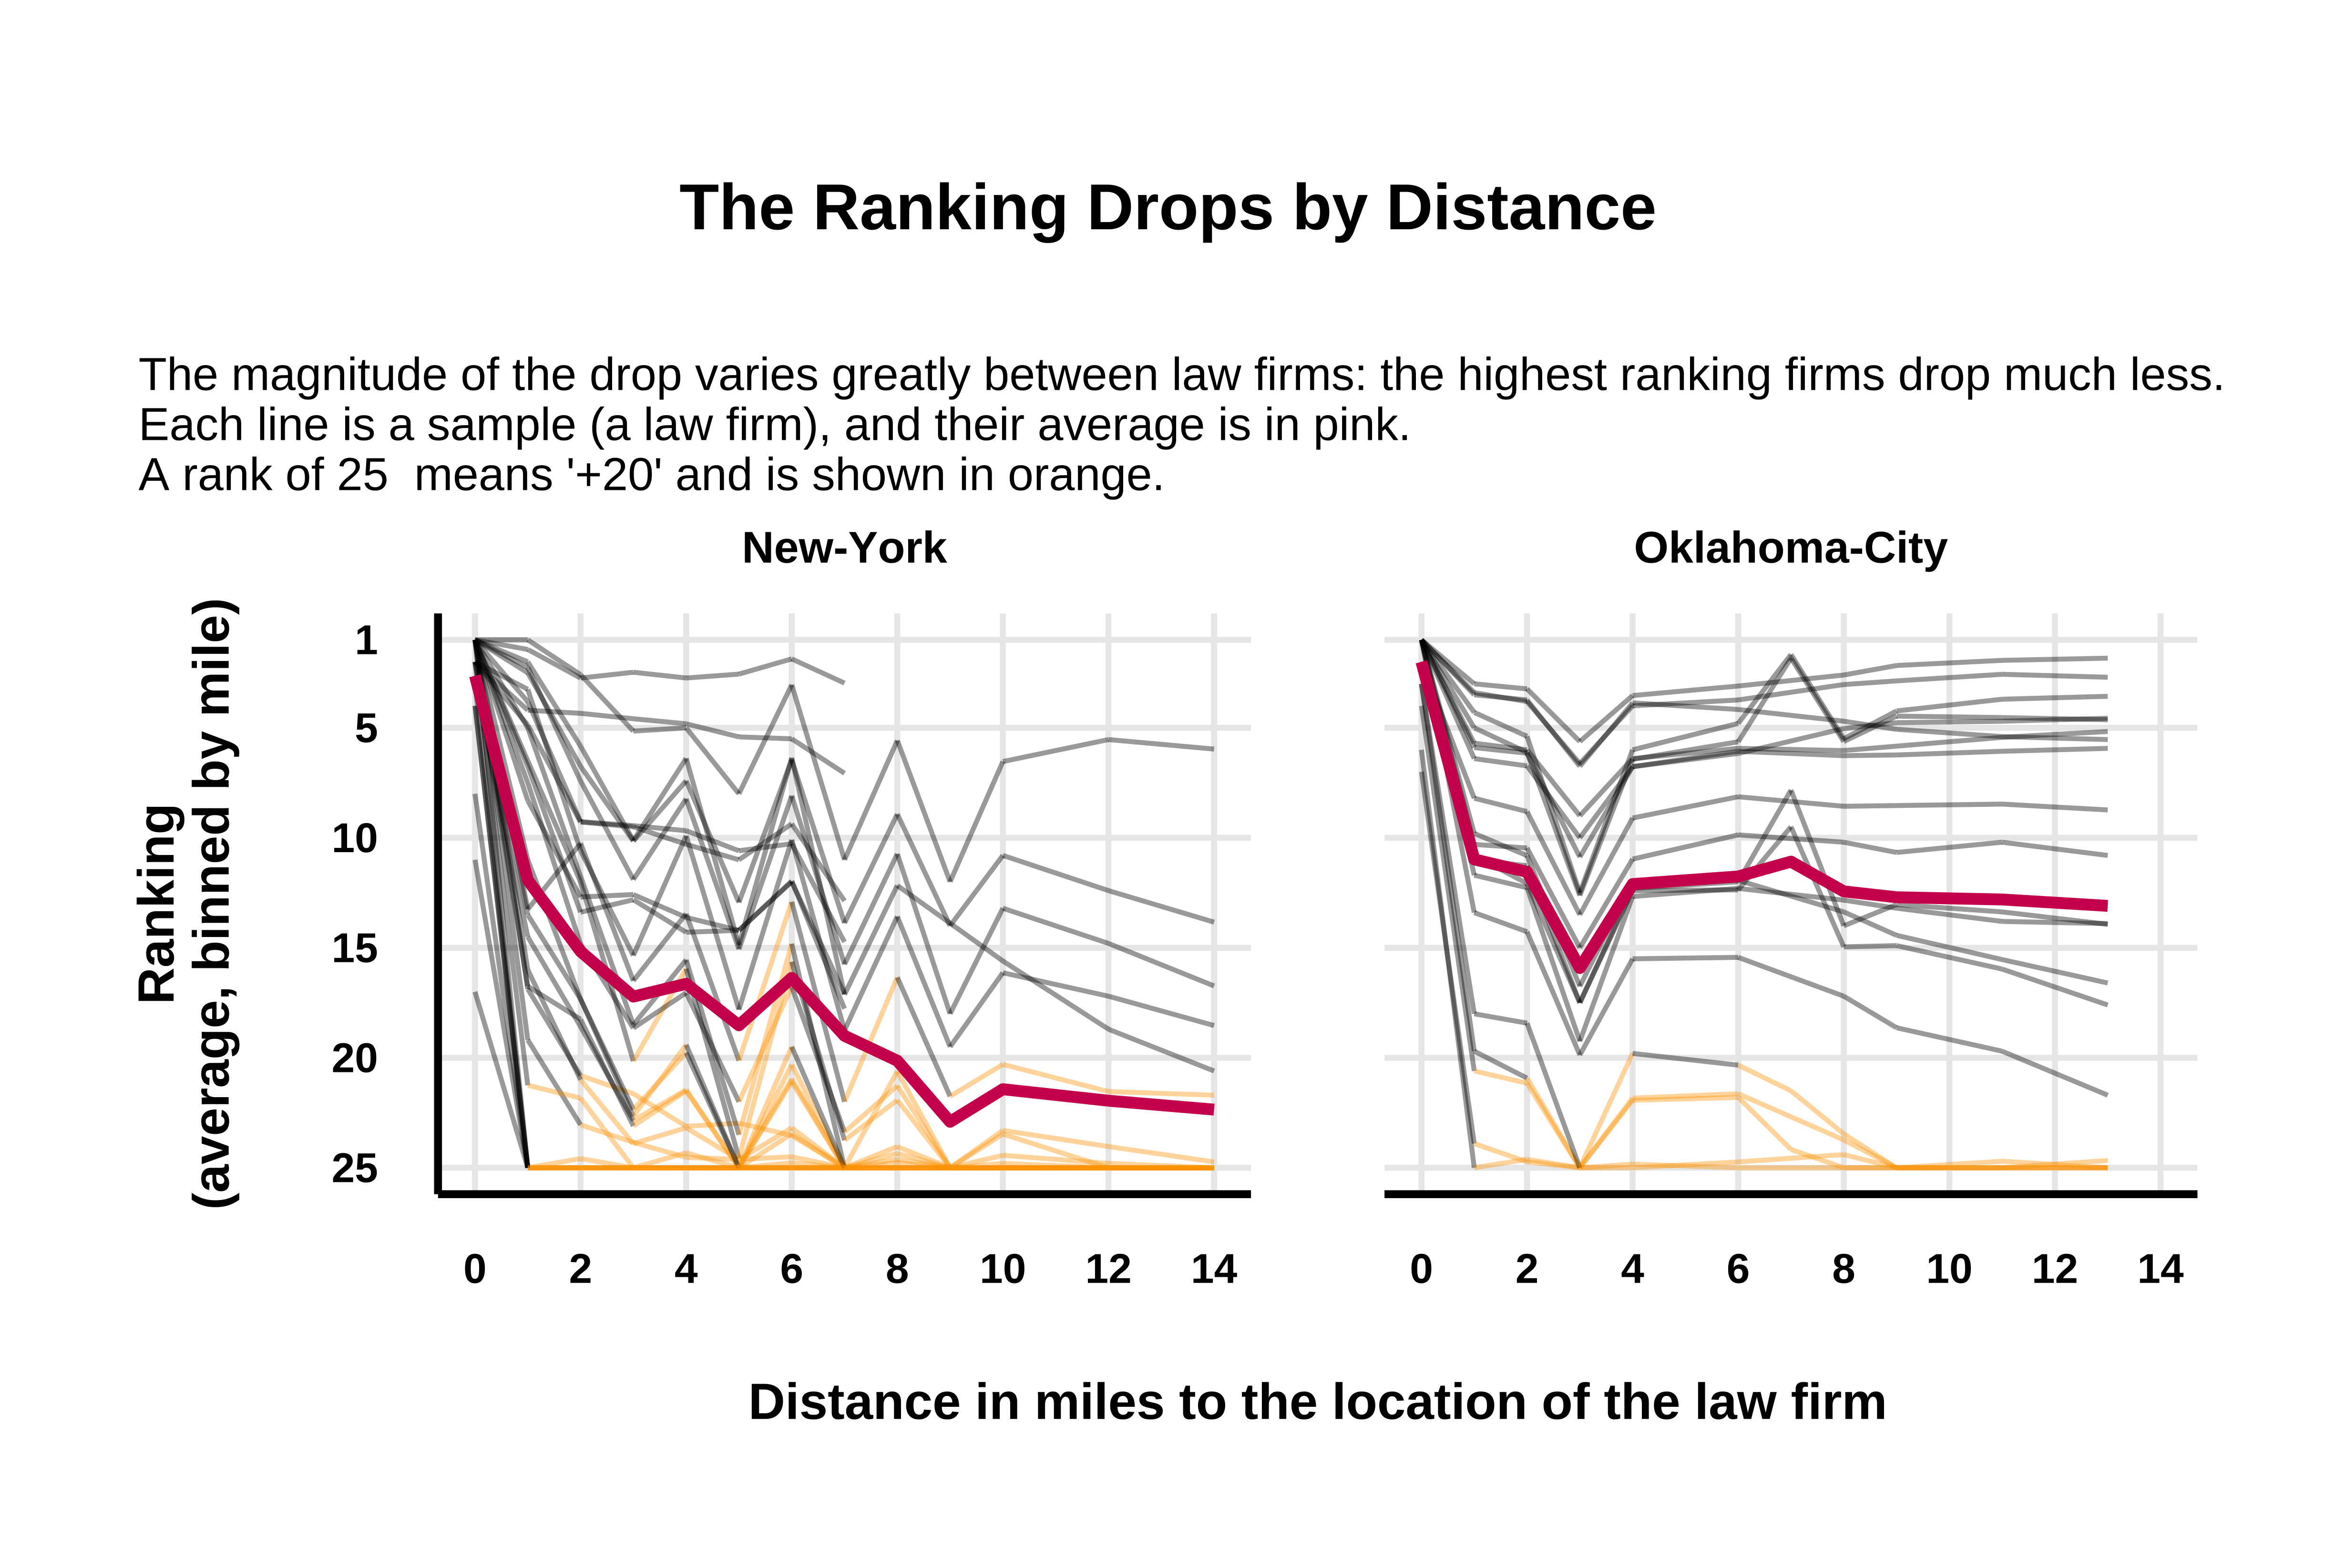 The Ranking Drops by Distance
The magnitude of the drop varies greatly between law firms: the highest ranking firms drop much less.
Each line is a sample (a law firm), and their average is in pink.
A rank of 25  means '+20' and is shown in orange.
New-York
Oklahoma-City
Ranking
(average, binned by mile)
1
5
10
15
20
25
0 2 4 6 8 10 12 14
0 2 4 6 8 10 12 14
Distance in miles to the location of the law firm